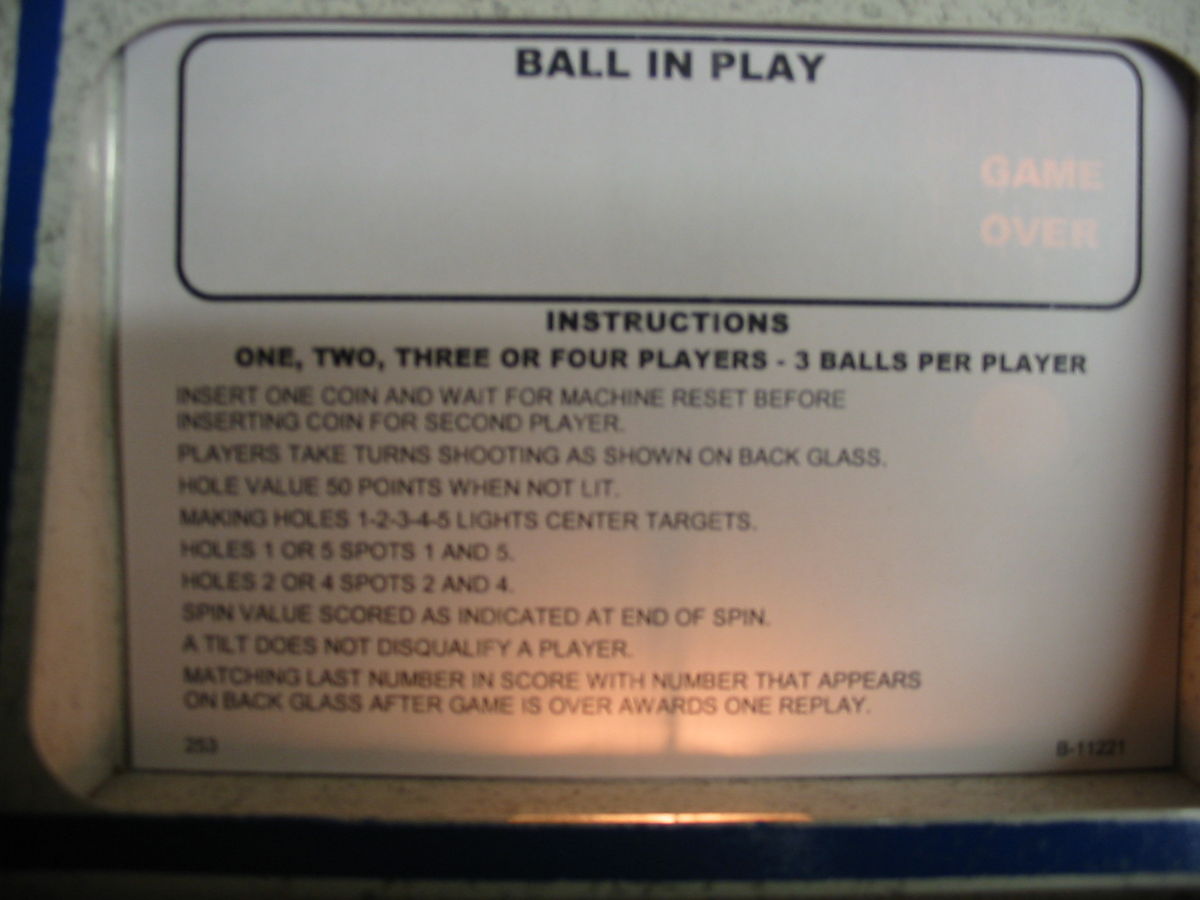 BALL IN PLAY
GAME
OVER
INSTRUCTIONS
ONE, TWO, THREE OR FOUR PLAYERS - 3 BALLS PER PLAYER
INSERT ONE COIN AND WAIT FOR MACHINE RESET BEFORE
INSERTING COIN FOR SECOND PLAYER.
PLAYERS TAKE TURNS SHOOTING AS SHOWN ON BACK GLASS.
HOLE VALUE 50 POINTS WHEN NOT LIT.
MAKING HOLES 1-2-3-4-5 LIGHTS CENTER TARGETS.
HOLES 1 OR 5 SPOTS 1 AND 5.
HOLES 2 OR 4 SPOTS 2 AND 4.
SPIN VALUE SCORED AS INDICATED AT END OF SPIN.
A TILT DOES NOT DISQUALIFY A PLAYER.
MATCHING LAST NUMBER IN SCORE WITH NUMBER THAT APPEARS
ON BACK GLASS AFTER GAME IS OVER AWARDS ONE REPLAY.
253 B-11221